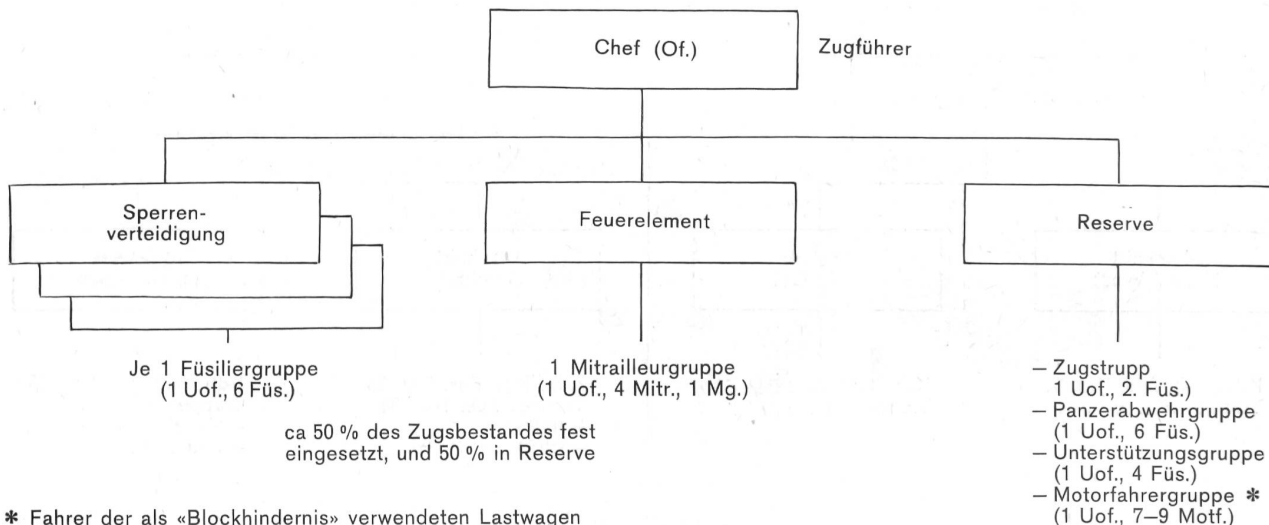 Chef (Of.)
Zugführer
Sperren-
verteidigung
Feuerelement
Reserve
Je 1 Füsiliergruppe
(1 Uof., 6 Füs.)
1 Mitrailleurgruppe
(1 Uof., 4 Mitr., 1 Mg.)
— Zugstrupp
1 Uof., 2. Füs.)
— Panzerabwehrgruppe
(1 Uof., 6 Füs.)
— Unterstützungsgruppe
(1 Uof., 4 Füs.)
— Motorfahrergruppe *
(1 Uof., 7–9 Motf.)
ca 50 % des Zugsbestandes fest
eingesetzt, und 50 % in Reserve
* Fahrer der als «Blockhindernis» verwendeten Lastwagen